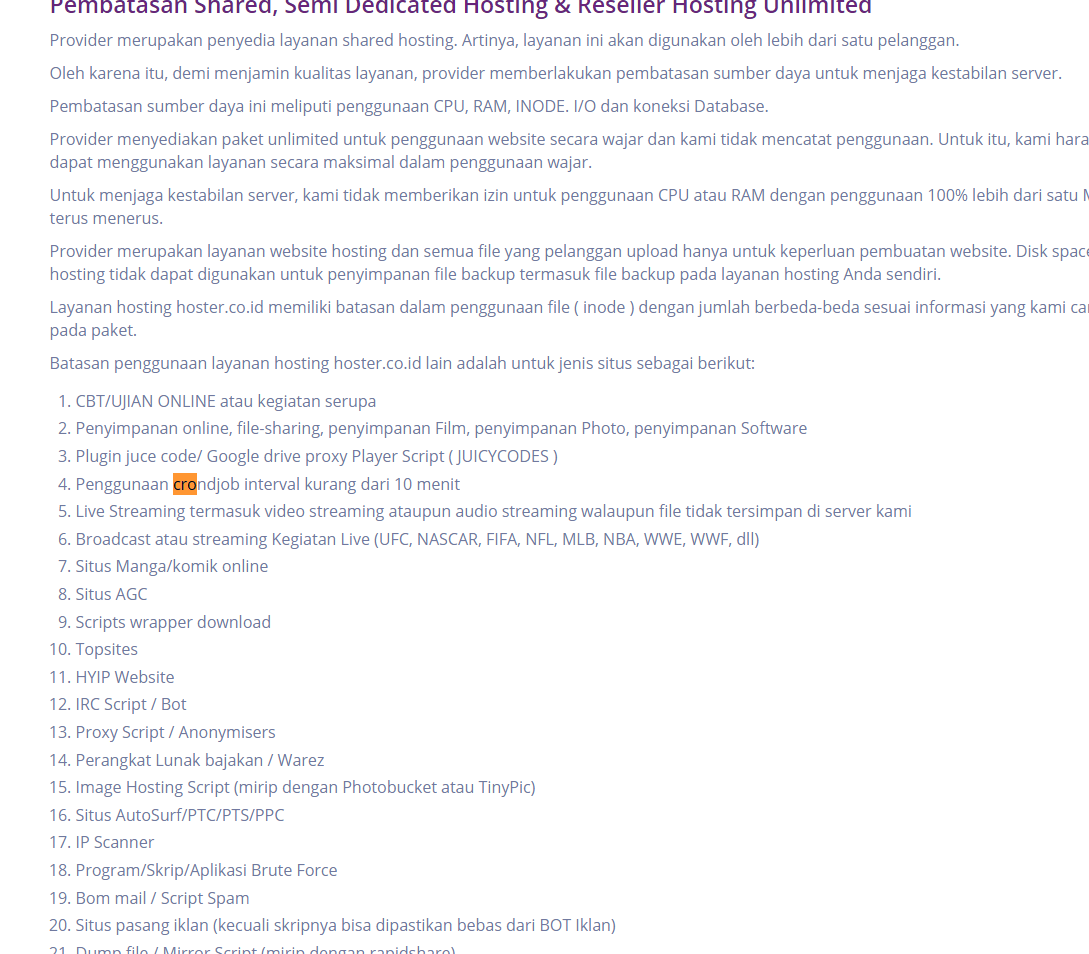 Pembatasan Shared, Semi Dedicated Hosting & Reseller Hosting Unlimited
Provider merupakan penyedia layanan shared hosting. Artinya, layanan ini akan digunakan oleh lebih dari satu pelanggan.
Oleh karena itu, demi menjamin kualitas layanan, provider memberlakukan pembatasan sumber daya untuk menjaga kestabilan server.
Pembatasan sumber daya ini meliputi penggunaan CPU, RAM, INODE. I/O dan koneksi Database.
Provider menyediakan paket unlimited untuk penggunaan website secara wajar dan kami tidak mencatat penggunaan. Untuk itu, kami
dapat menggunakan layanan secara maksimal dalam penggunaan wajar.
Untuk menjaga kestabilan server, kami tidak memberikan izin untuk penggunaan CPU atau RAM dengan penggunaan 100% lebih dari satu
terus menerus.
Provider merupakan layanan website hosting dan semua file yang pelanggan upload hanya untuk keperluan pembuatan website. Disk space
hosting tidak dapat digunakan untuk penyimpanan file backup termasuk file backup pada layanan hosting Anda sendiri.
Layanan hosting hoster.co.id memiliki batasan dalam penggunaan file ( inode ) dengan jumlah berbeda-beda sesuai informasi yang kami
pada paket.
Batasan penggunaan layanan hosting hoster.co.id lain adalah untuk jenis situs sebagai berikut:
1. CBT/UJIAN ONLINE atau kegiatan serupa
2. Penyimpanan online, file-sharing, penyimpanan Film, penyimpanan Photo, penyimpanan Software
3. Plugin juce code/ Google drive proxy Player Script ( JUICYCODES )
4. Penggunaan crondjob interval kurang dari 10 menit
5. Live Streaming termasuk video streaming ataupun audio streaming walaupun file tidak tersimpan di server kami
6. Broadcast atau streaming Kegiatan Live (UFC, NASCAR, FIFA, NFL, MLB, NBA, WWE, WWF, dll)
7. Situs Manga/komik online
8. Situs AGC
9. Scripts wrapper download
10. Topsites
11. HYIP Website
12. IRC Script / Bot
13. Proxy Script / Anonymisers
14. Perangkat Lunak bajakan / Warez
15. Image Hosting Script (mirip dengan Photobucket atau TinyPic)
16. Situs AutoSurf/PTC/PTS/PPC
17. IP Scanner
18. Program/Skrip/Aplikasi Brute Force
19. Bom mail / Script Spam
20. Situs pasang iklan (kecuali skripnya bisa dipastikan bebas dari BOT Iklan)
21. Dump file / Mirror Script (mirip dengan rapidshare)